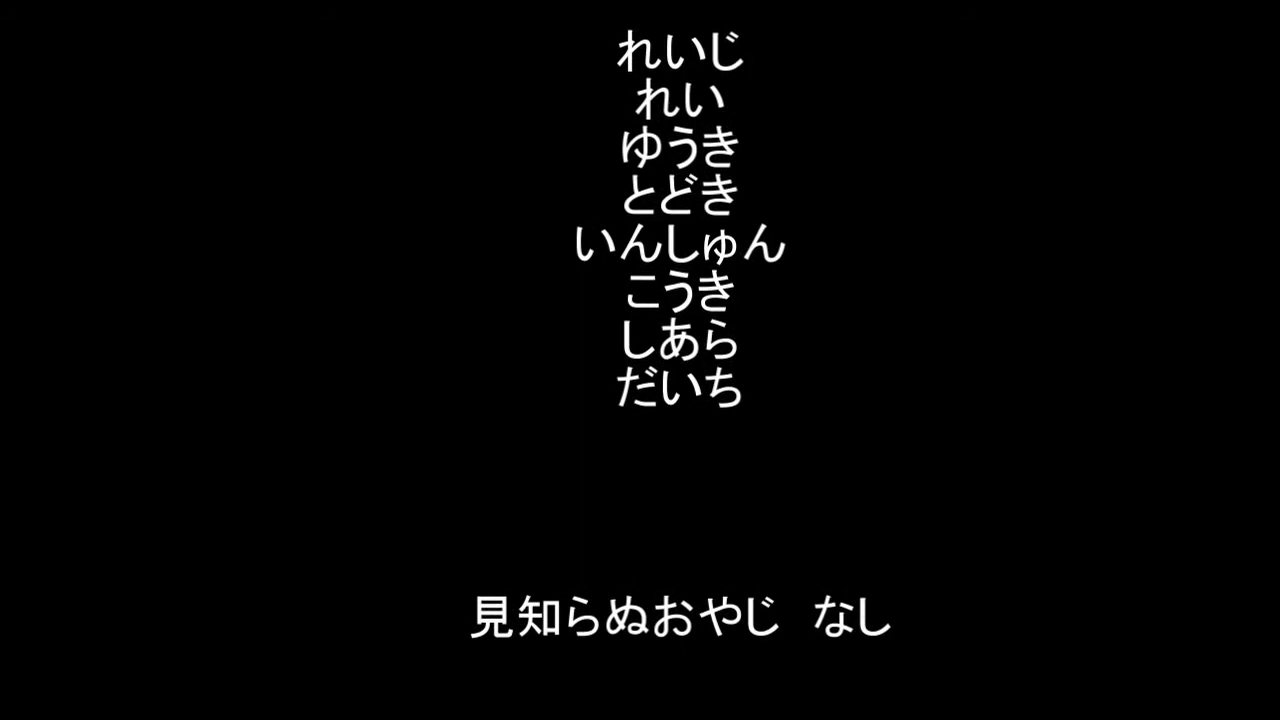 れいじ
れい
ゆうき
とどき
いんしゅん
こうき
しあら
だいち
見知らぬおやじ　なし